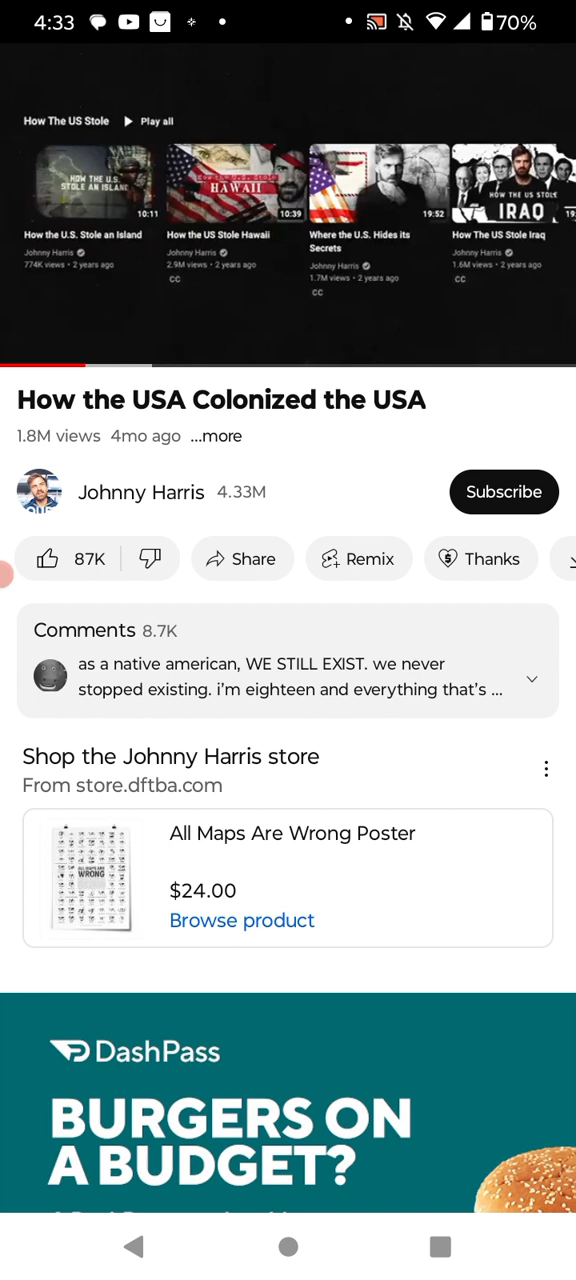 4:33
70%
How The US Stole
Play all
HOW THE U.S.
STOLE AN ISLAND
10:11
HAWAII
10:39
19:52
HOW THE US STOLE
IRAQ
19
How the U.S. Stole an Island
Johnny Harris
774K views • 2 years ago
How the US Stole Hawaii
Johnny Harris
2.9M views • 2 years ago
CC
Where the U.S. Hides its
Secrets
Johnny Harris
1.7M views • 2 years ago
CC
How The US Stole Iraq
Johnny Harris
1.6M views • 2 years ago
CC
How the USA Colonized the USA
1.8M views 4mo ago ...more
Johnny Harris 4.33M
Subscribe
87K
Share
Remix
Thanks
Comments 8.7K
as a native american, WE STILL EXIST. we never
stopped existing. i'm eighteen and everything that's ...
Shop the Johnny Harris store
From store.dftba.com
ALL MAPS ARE
WRONG
All Maps Are Wrong Poster
$24.00
Browse product
DashPass
BURGERS ON
A BUDGET?